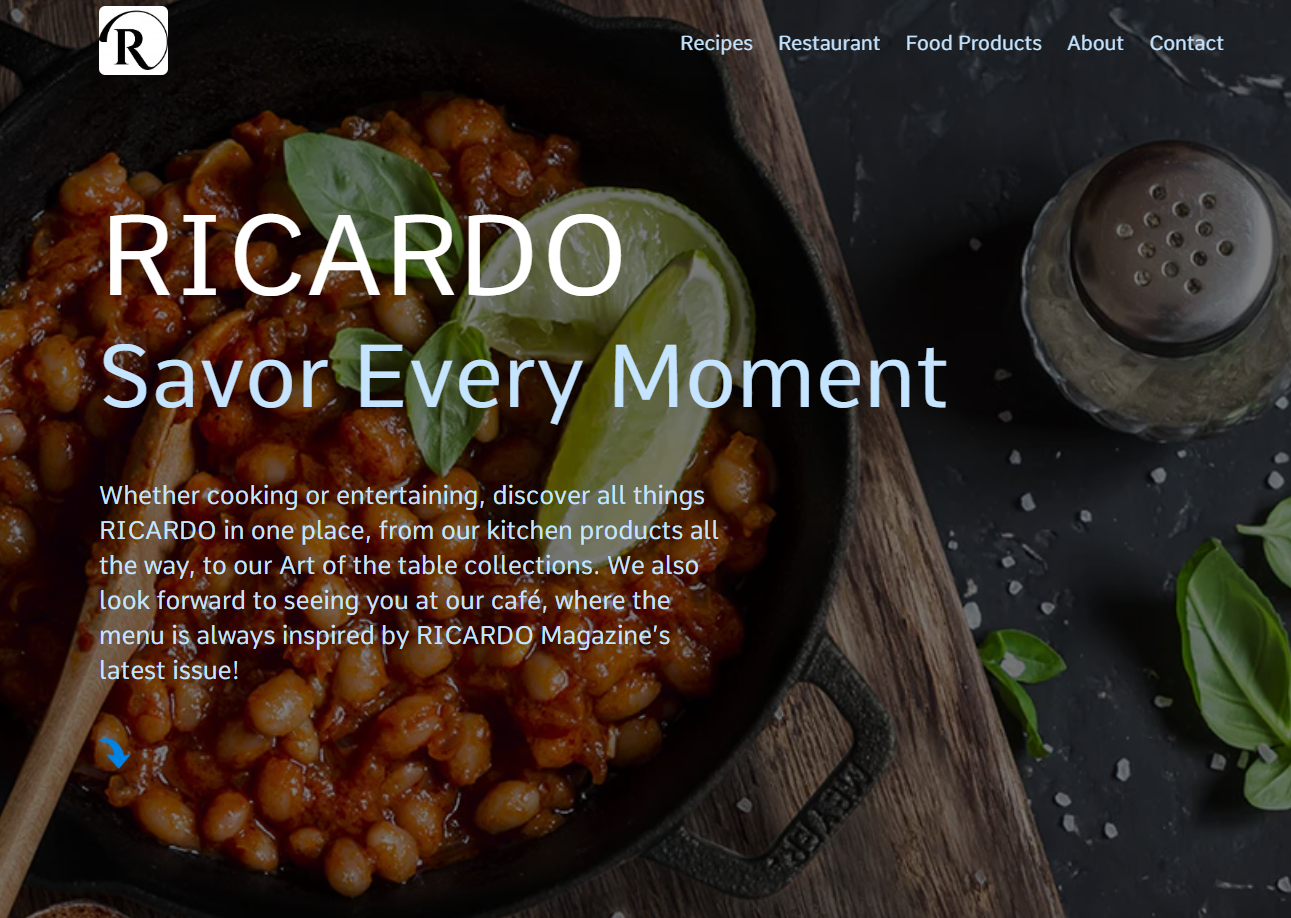 R
Recipes Restaurant Food Products About Contact
RICARDO
Savor Every Moment
Whether cooking or entertaining, discover all things
RICARDO in one place, from our kitchen products all
the way, to our Art of the table collections. We also
look forward to seeing you at our café, where the
menu is always inspired by RICARDO Magazine's
latest issue!